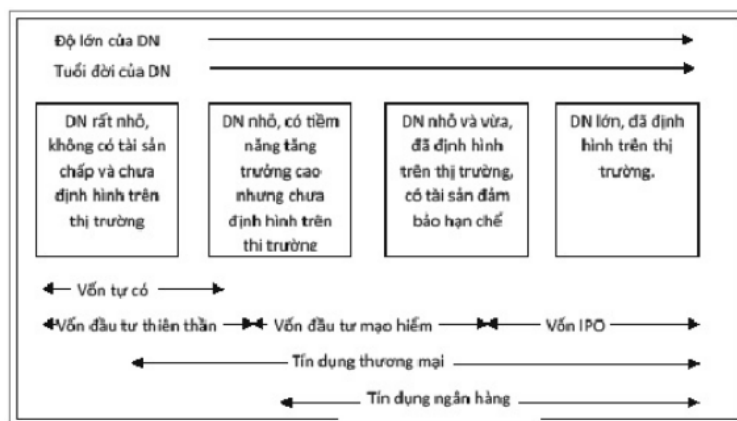 Độ lớn của DN
Tuổi đời của DN
DN rất nhỏ,
không có tài sản
chấp và chưa
định hình trên
thị trường
DN nhỏ, có tiềm
năng tăng
trưởng cao
nhưng chưa
định hình trên
thị trường
DN nhỏ và vừa,
đã định hình
trên thị trường,
có tài sản đảm
bảo hạn chế
DN lớn, đã định
hình trên thị
trường.
Vốn tự có
Vốn đầu tư thiên thần
Vốn đầu tư mạo hiểm
Vốn IPO
Tín dụng thương mại
Tín dụng ngân hàng